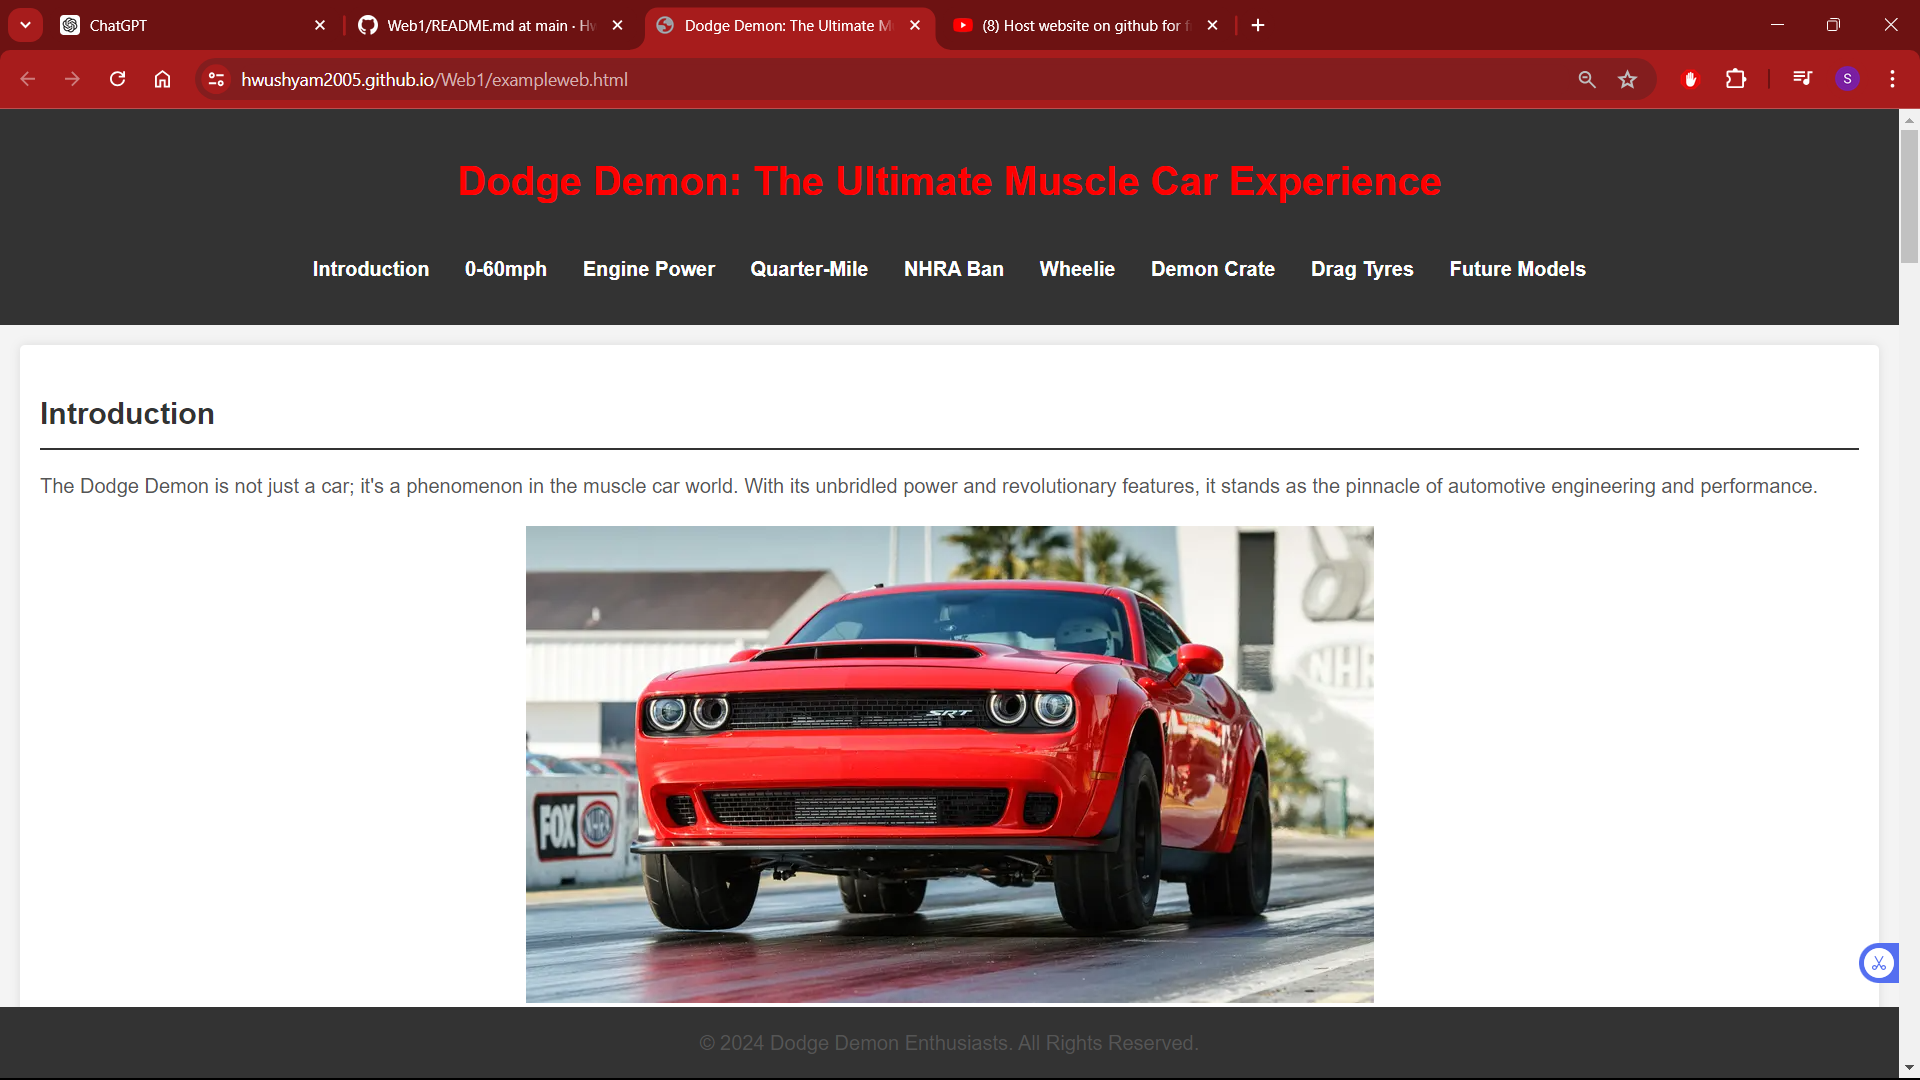 ChatGPT
Web1/README.md at main · Hw
Dodge Demon: The Ultimate M
(8) Host website on github for f
hwushyam2005.github.io/Web1/exampleweb.html
S
Dodge Demon: The Ultimate Muscle Car Experience
Introduction 0-60mph Engine Power Quarter-Mile NHRA Ban Wheelie Demon Crate Drag Tyres Future Models
Introduction
The Dodge Demon is not just a car; it's a phenomenon in the muscle car world. With its unbridled power and revolutionary features, it stands as the pinnacle of automotive engineering and performance.
NHRA
SRT
FOX NHRA
© 2024 Dodge Demon Enthusiasts. All Rights Reserved.